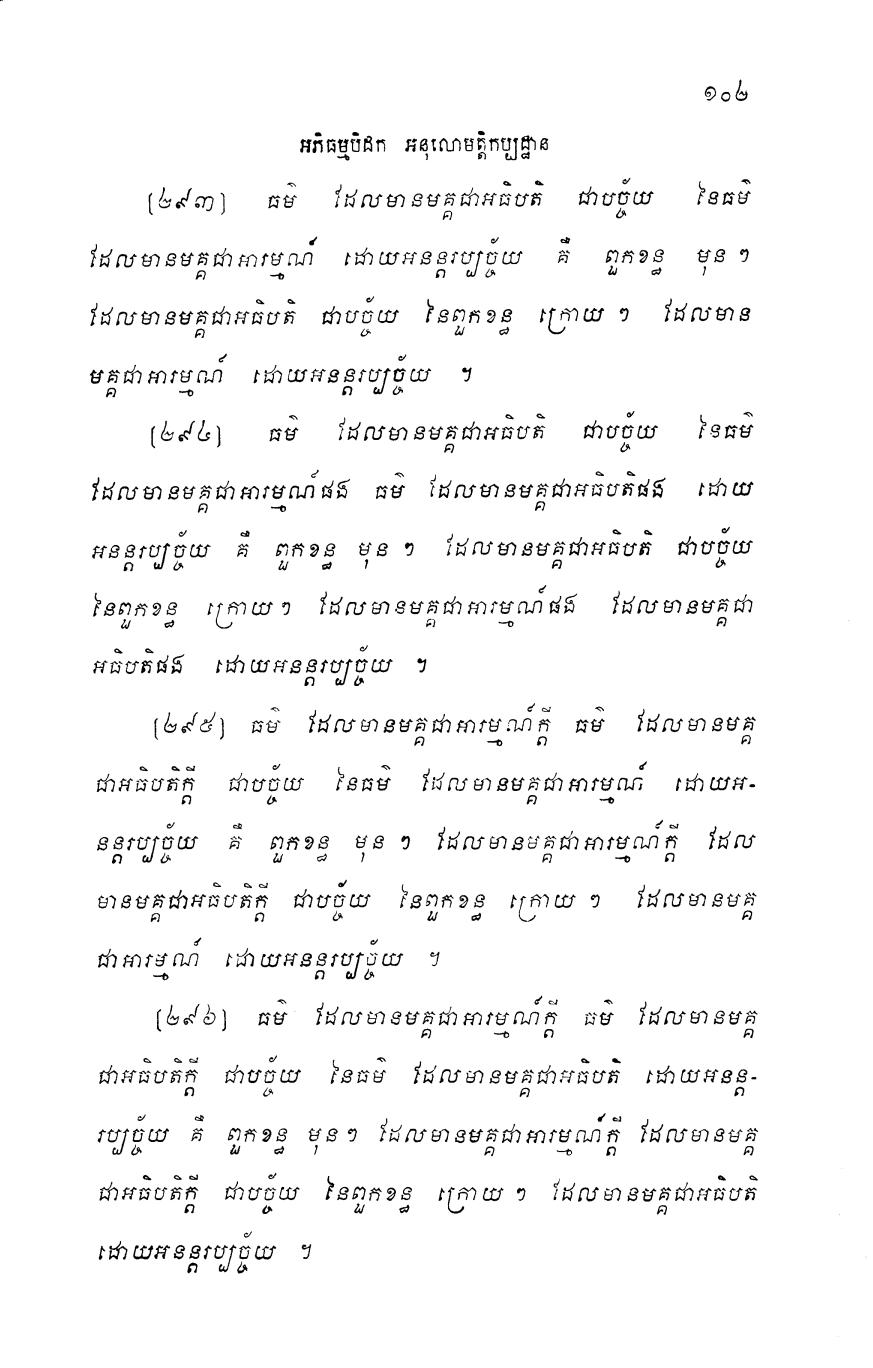 ១០២
អភិធម្មបិដក អនុលោមត្តិកប្បដ្ឋាន
[២៩៣] ធម៌ ដែលមានមគ្គជាអធិបតិ ជាបច្ច័យ នៃធម៌
ដែលមានមគ្គជាអារម្មណ៍ ដោយអនន្តរប្បច្ច័យ គឺ ពួកខន្ធ មុន ៗ
ដែលមានមគ្គជាអធិបតិ ជាបច្ច័យ នៃពួកខន្ធ ក្រោយ ៗ ដែលមាន
មគ្គជាអារម្មណ៍ ដោយអនន្តរប្បច្ច័យ ។
[២៩៤] ធម៌ ដែលមានមគ្គជាអធិបតិ ជាបច្ច័យ នៃធម៌
ដែលមានមគ្គជាអារម្មណ៍ផង ធម៌ ដែលមានមគ្គជាអធិបតិផង ដោយ
អនន្តរប្បច្ច័យ គឺ ពួកខន្ធ មុន ៗ ដែលមានមគ្គជាអធិបតិ ជាបច្ច័យ
នៃពួកខន្ធ ក្រោយ ៗ ដែលមានមគ្គជាអារម្មណ៍ផង ដែលមានមគ្គជា
អធិបតិផង ដោយអនន្តរប្បច្ច័យ ។
[២៩៥] ធម៌ ដែលមានមគ្គជាអារម្មណ៍ក្តី ធម៌ ដែលមានមគ្គ
ជាអធិបតិក្តី ជាបច្ច័យ នៃធម៌ ដែលមានមគ្គជាអារម្មណ៍ ដោយអ-
នន្តរប្បច្ច័យ គឺ ពួកខន្ធ មុន ៗ ដែលមានមគ្គជាអារម្មណ៍ក្តី ដែល
មានមគ្គជាអធិបតិក្តី ជាបច្ច័យ នៃពួកខន្ធ ក្រោយ ៗ ដែលមានមគ្គ
ជាអារម្មណ៍ ដោយអនន្តរប្បច្ច័យ ។
[២៩៦] ធម៌ ដែលមានមគ្គជាអារម្មណ៍ក្តី ធម៌ ដែលមានមគ្គ
ជាអធិបតិក្តី ជាបច្ច័យ នៃធម៌ ដែលមានមគ្គជាអធិបតិ ដោយអនន្ត-
រប្បច្ច័យ គឺ ពួកខន្ធ មុន ៗ ដែលមានមគ្គជាអារម្មណ៍ក្តី ដែលមានមគ្គ
ជាអធិបតិក្តី ជាបច្ច័យ នៃពួកខន្ធ ក្រោយ ៗ ដែលមានមគ្គជាអធិបតិ
ដោយអនន្តរប្បច្ច័យ ។